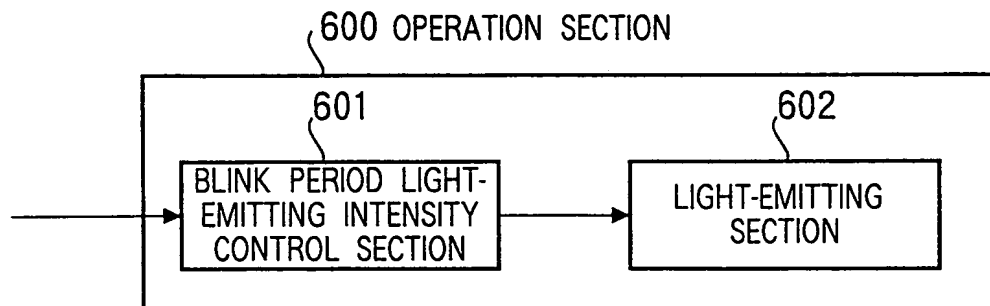 600 OPERATION SECTION
601
602
BLINK PERIOD LIGHT-
EMITTING INTENSITY
CONTROL SECTION
LIGHT-EMITTING
SECTION